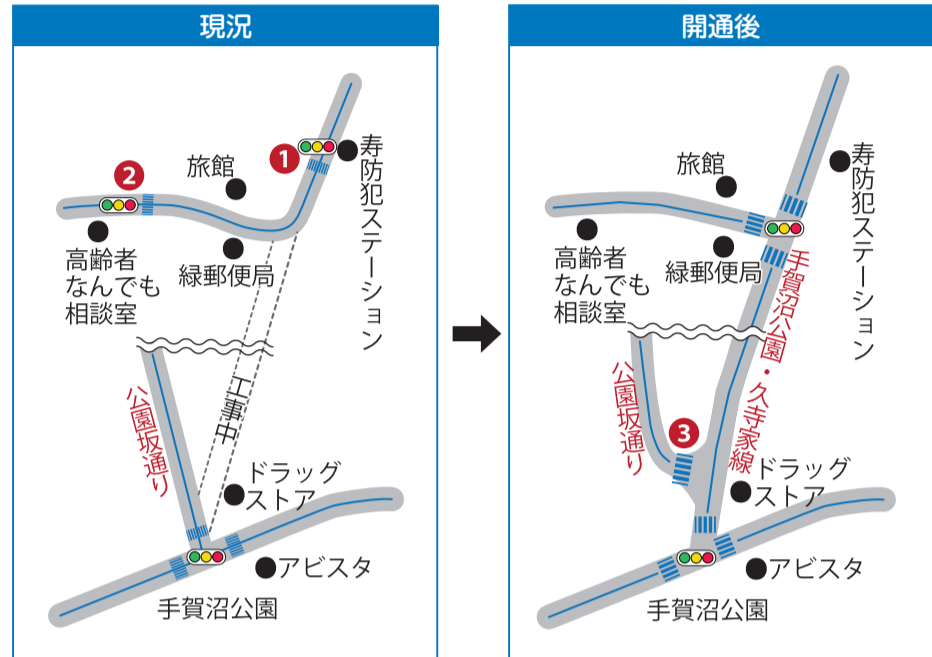 現況
1
寿防犯ステーション
旅館
2
高齢者
なんでも
相談室
緑郵便局
工事中
公園坂通り
ドラッグ
ストア
アビスタ
手賀沼公園
開通後
寿防犯ステーション
旅館
高齢者
なんでも
相談室
緑郵便局
手賀沼公園・久寺家線
公園坂通り
3
ドラッグ
ストア
アビスタ
手賀沼公園